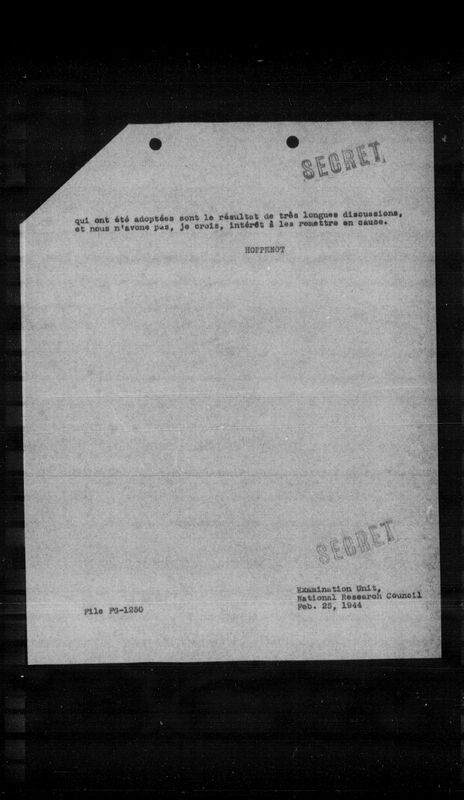 SECRET
qui ont été adoptées sont le résultat de très longues discussions,
et nous n'avons pas, je crois, intérêt à les remettre en cause.
HOPPENOT
SECRET
Examination Unit,
National Research Council
File FG-1250
Feb. 25, 1944